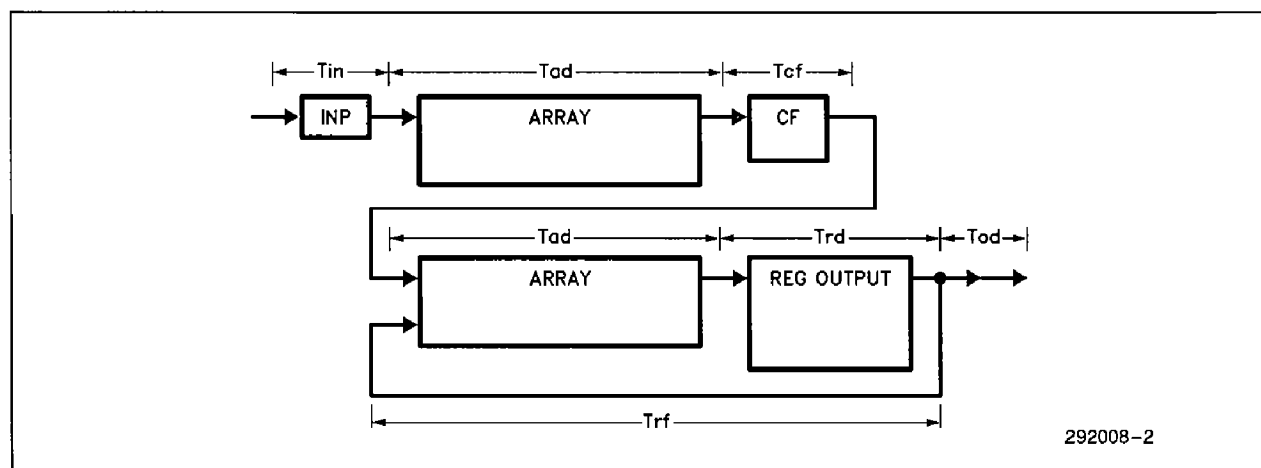 Tin Tad Tcf
INP ARRAY CF
Tad Trd Tod
ARRAY REG OUTPUT
Trf
292008-2